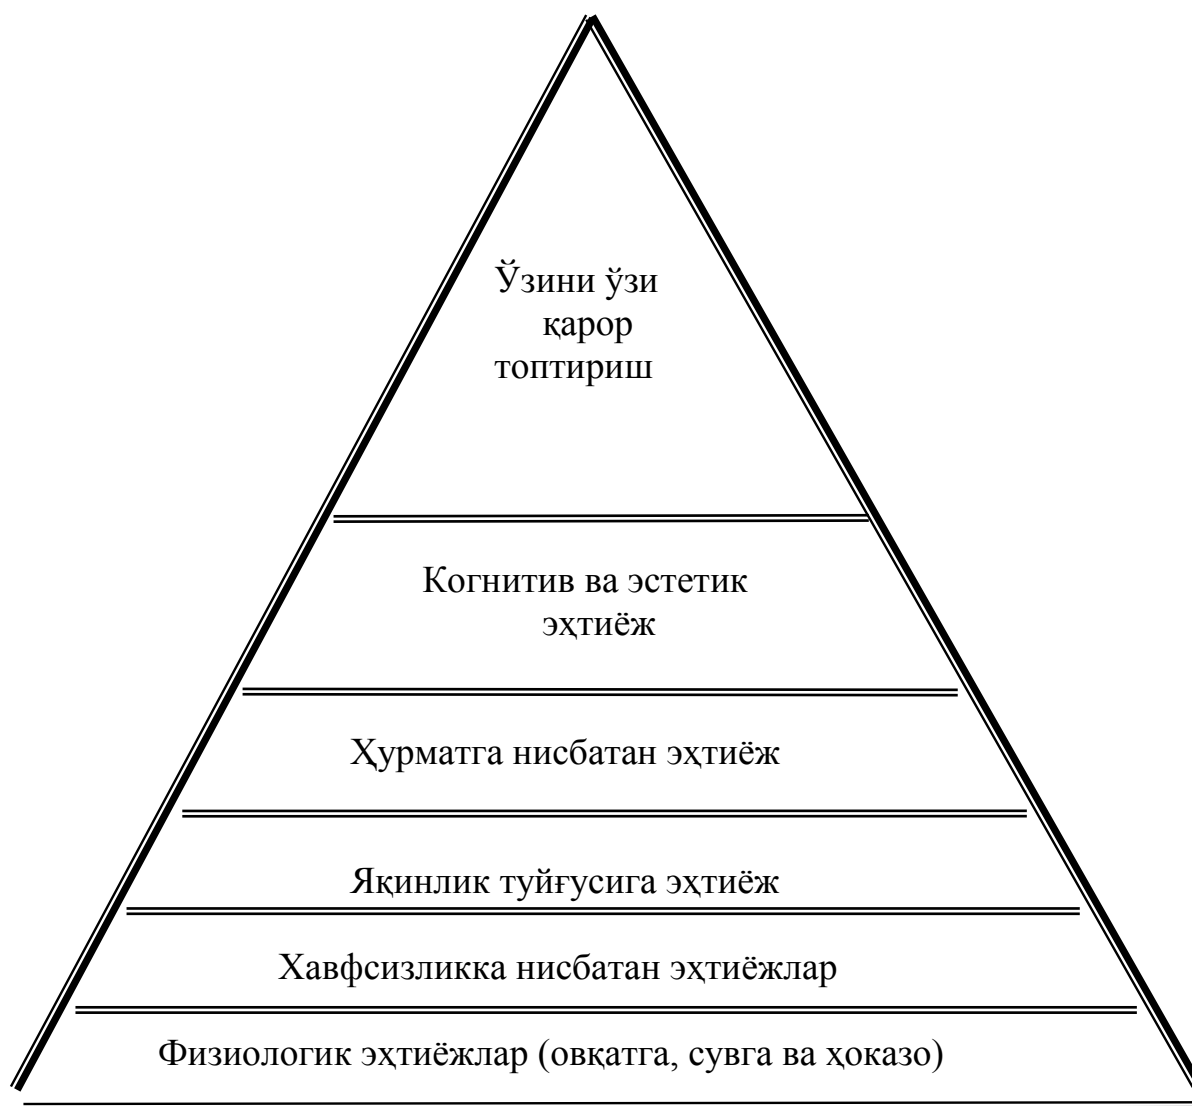 Ўзини ўзи
қарор
топтириш
Когнитив ва эстетик
эҳтиёж
Ҳурматга нисбатан эҳтиёж
Яқинлик туйғусига эҳтиёж
Хавфсизликка нисбатан эҳтиёжлар
Физиологик эҳтиёжлар (овқатга, сувга ва ҳоказо)